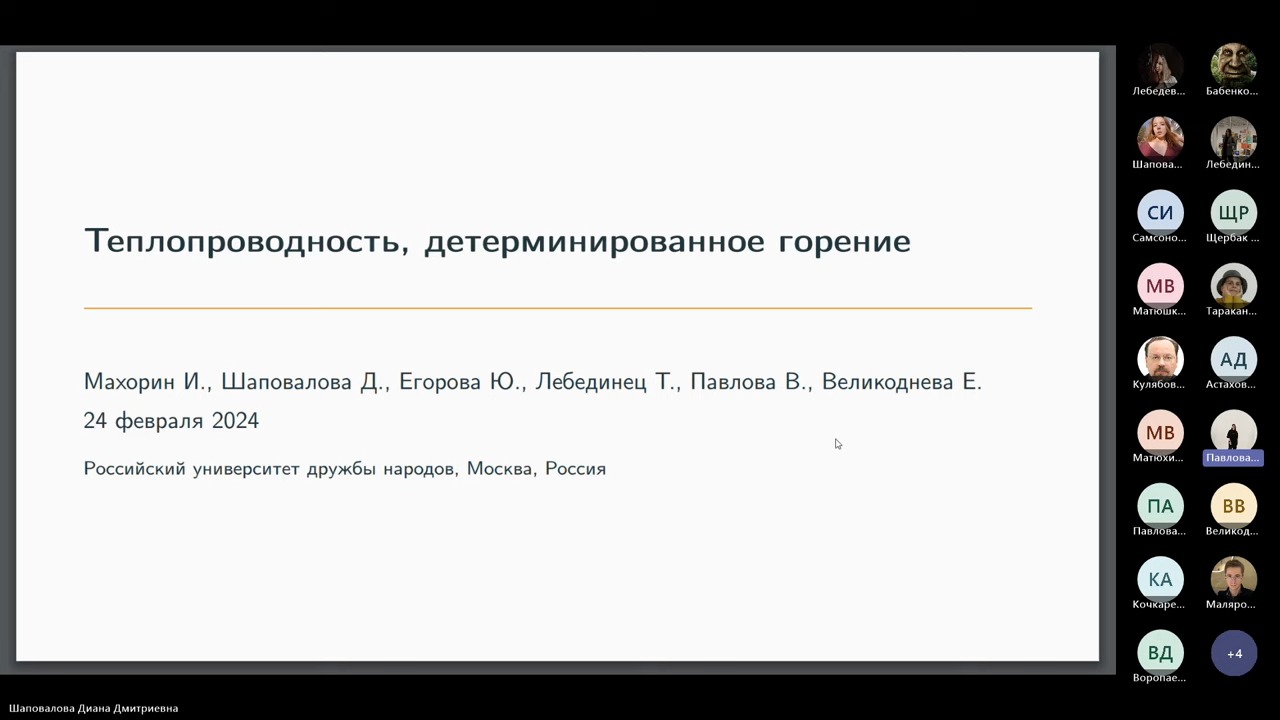 Теплопроводность, детерминированное горение
Махорин И., Шаповалова Д., Егорова Ю., Лебединец Т., Павлова В., Великоднева Е.
24 февраля 2024
Российский университет дружбы народов, Москва, Россия
Лебедев...
Бабенко...
Шапова...
Лебедин...
СИ
Самсоно...
ЩР
Щербак ...
МВ
Матюшк...
Таракан...
Кулябов...
АД
Астахов...
МВ
Матюхи...
Павлова...
ПА
Павлова...
ВВ
Великод...
КА
Кочкаре...
Маляро...
ВД
Воропае...
+4
Шаповалова Диана Дмитриевна